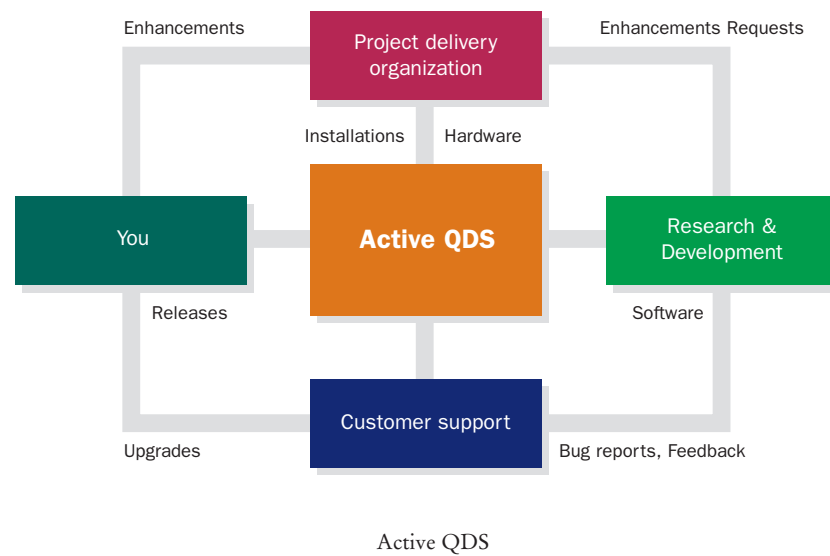 Enhancements
Project delivery
organization
Enhancements Requests
Installations
Hardware
You
Active QDS
Research &
Development
Releases
Software
Customer support
Upgrades
Bug reports, Feedback
Active QDS